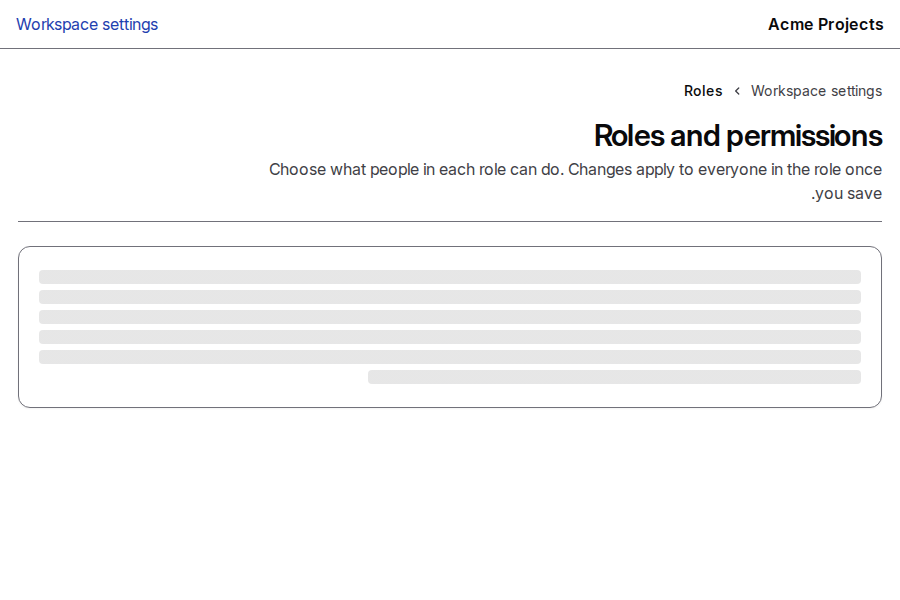 Acme Projects
Workspace settings
Workspace settings › Roles
Roles and permissions
Choose what people in each role can do. Changes apply to everyone in the role once
you save.